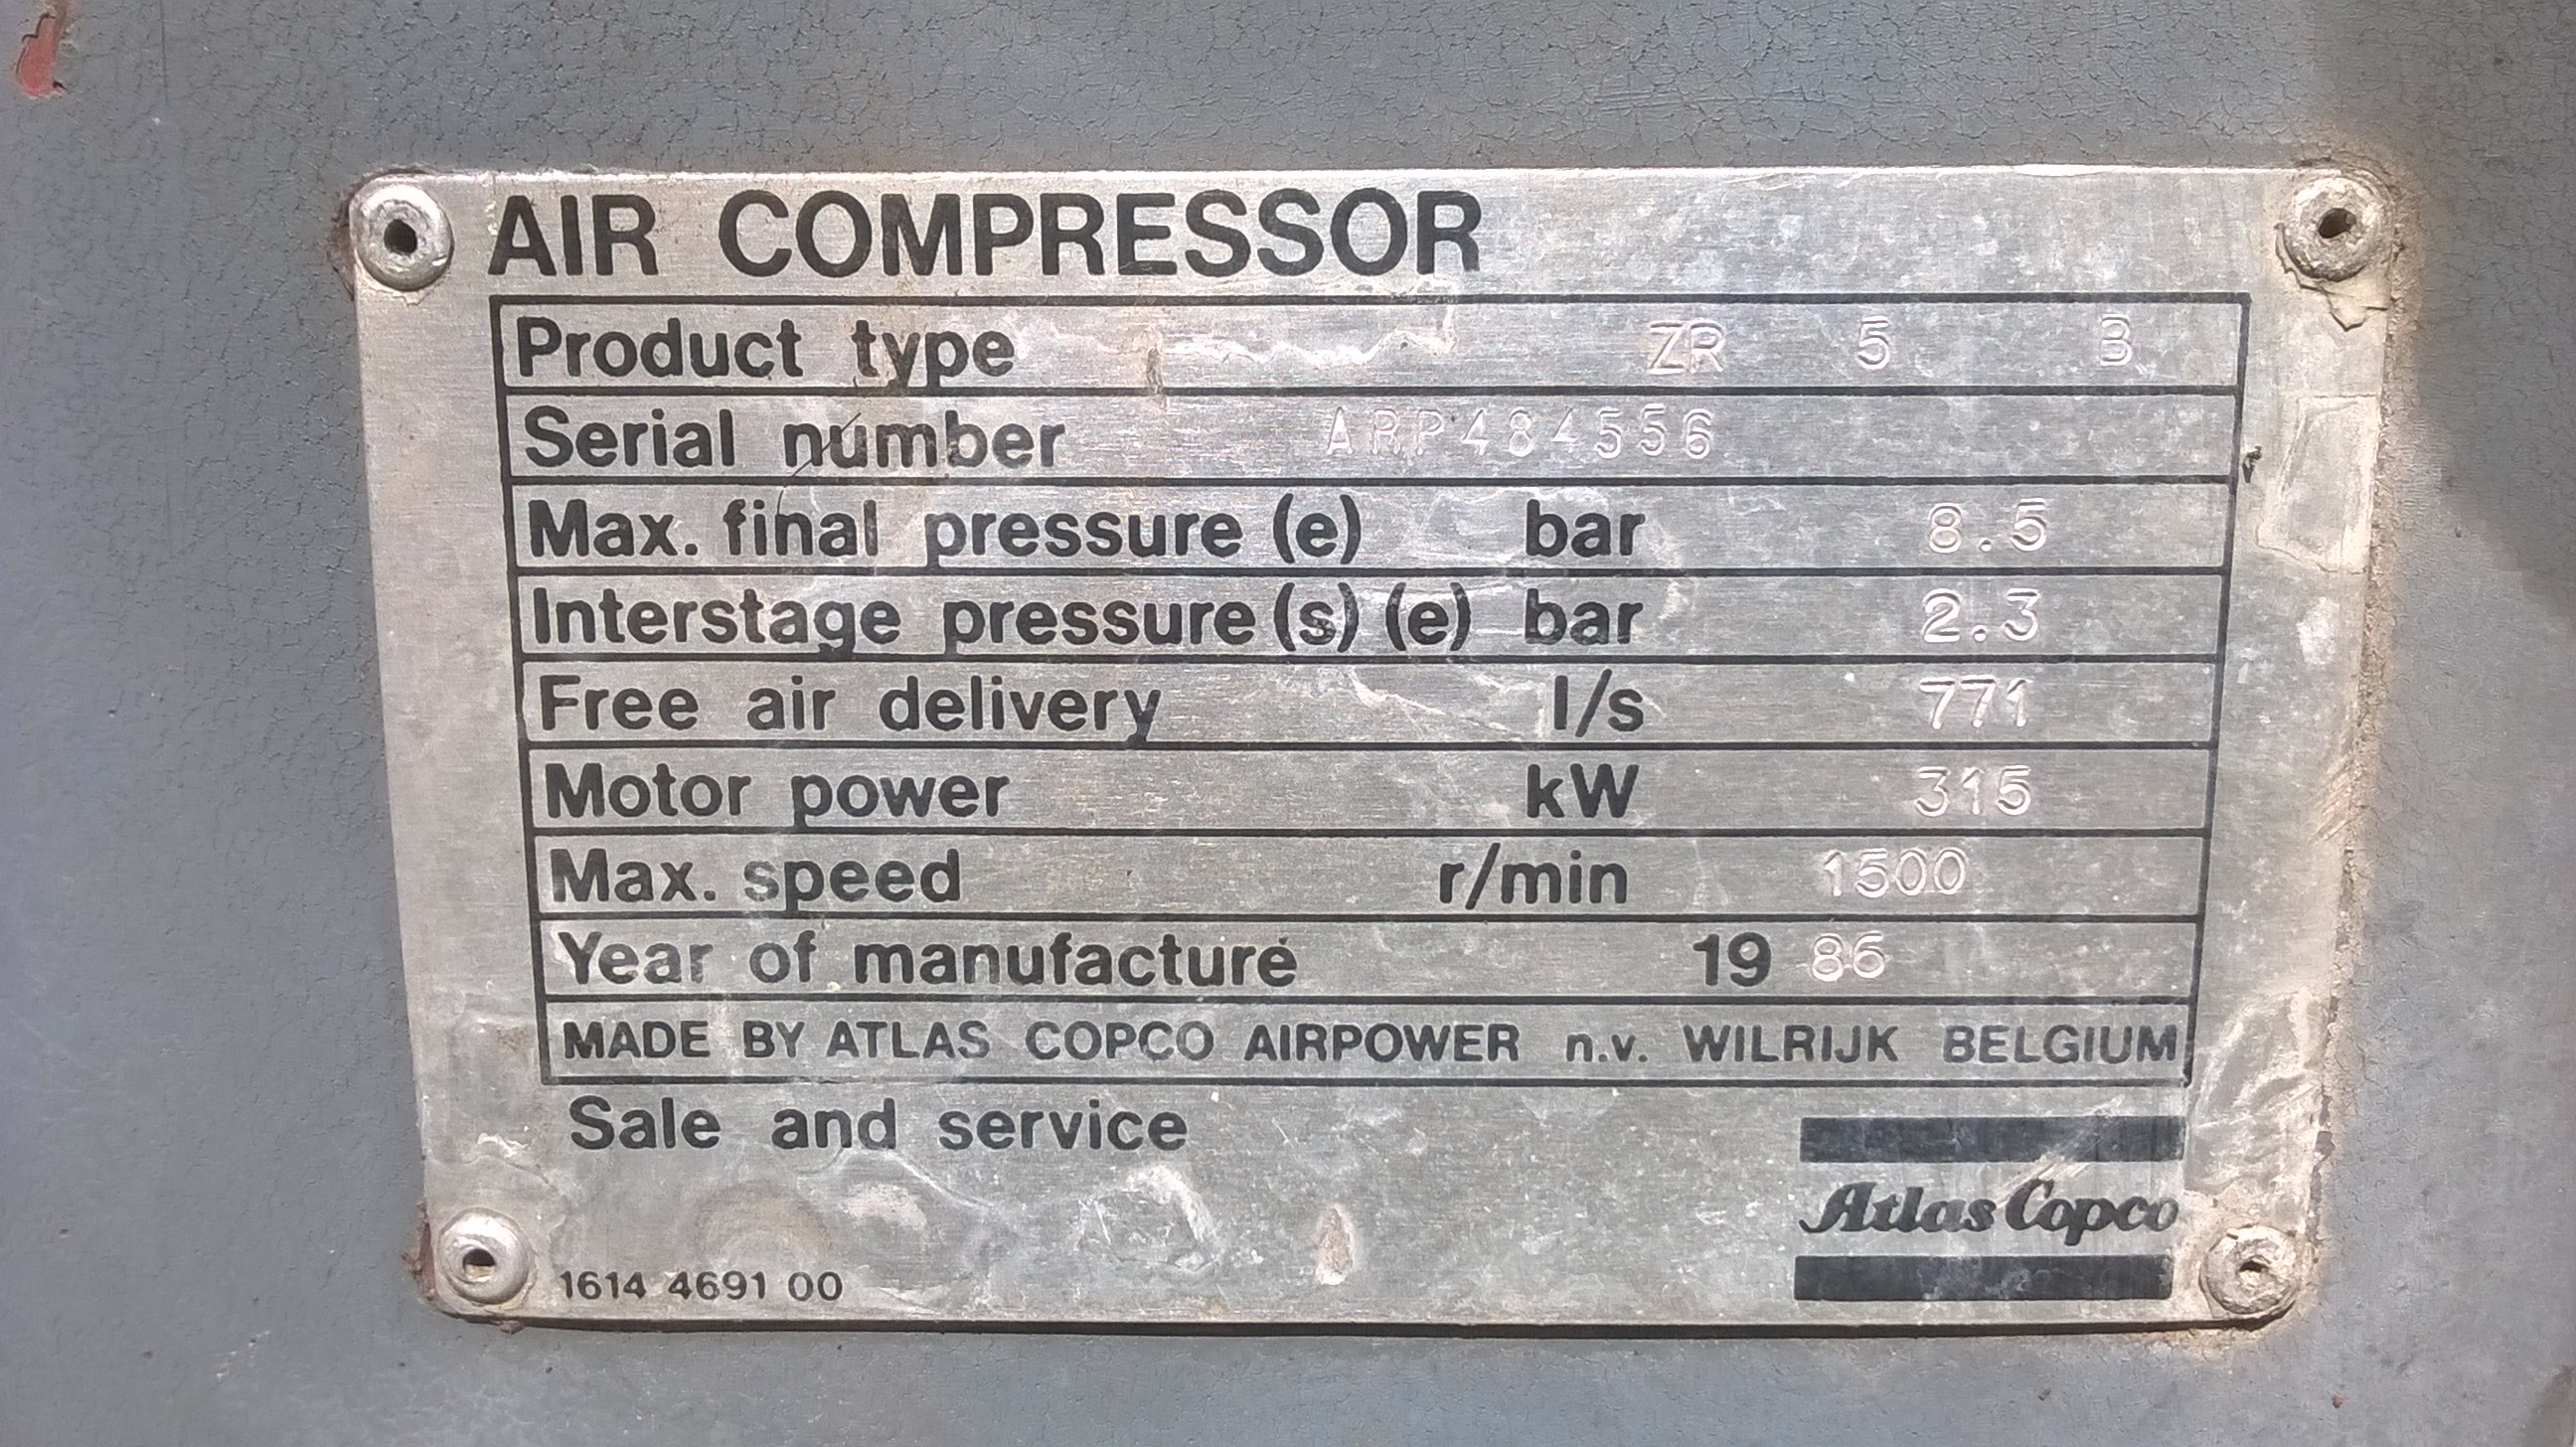 AIR COMPRESSOR
Product type ZR 5 B
Serial number ARP484556
Max. final pressure (e) bar 8.5
Interstage pressure (s) (e) bar 2.3
Free air delivery l/s 771
Motor power kW 315
Max. speed r/min 1500
Year of manufacture 19 86
MADE BY ATLAS COPCO AIRPOWER n.v. WILRIJK BELGIUM
Sale and service
Atlas Copco
1614 4691 00